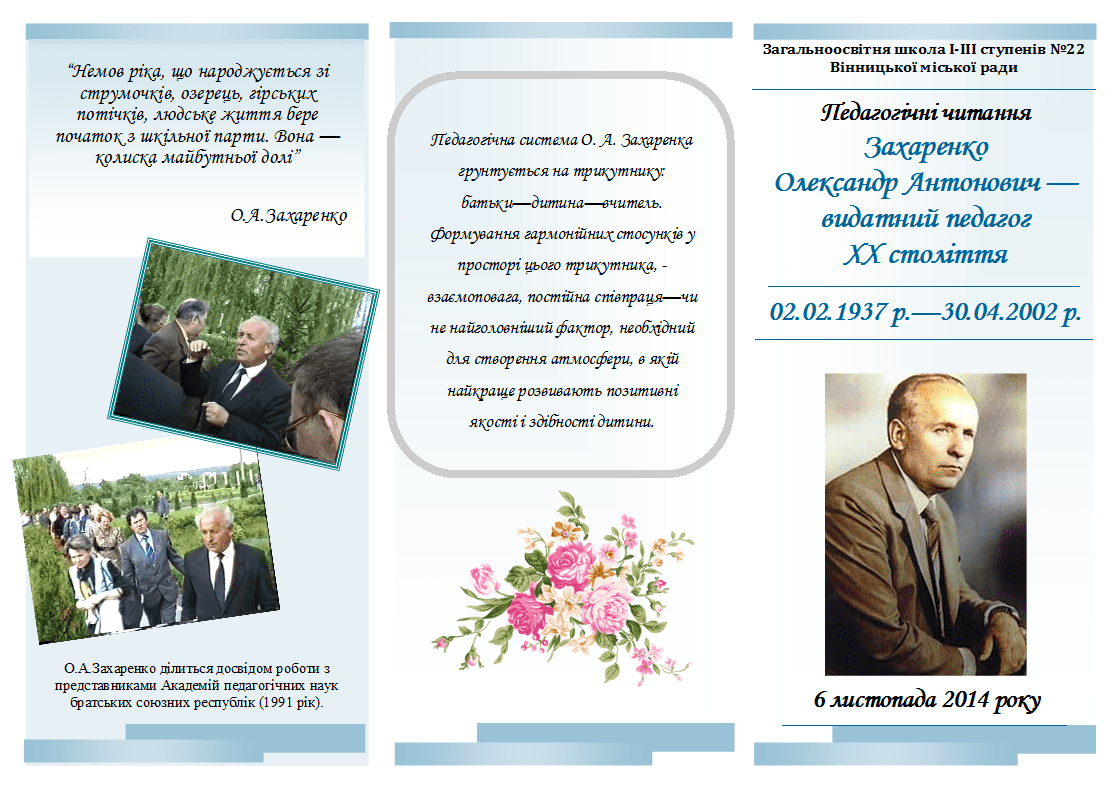 “Немов ріка, що народжується зі
струмочків, озерець, гірських
потічків, людське життя бере
початок з шкільної парти. Вона —
колиска майбутньої долі”
О.А.Захаренко
О.А.Захаренко ділиться досвідом роботи з
представниками Академій педагогічних наук
братських союзних республік (1991 рік).
Педагогічна система О. А. Захаренка
грунтується на трикутнику:
батьки—дитина—вчитель.
Формування гармонійних стосунків у
просторі цього трикутника, -
взаємоповага, постійна співпраця—чи
не найголовніший фактор, необхідний
для створення атмосфери, в якій
найкраще розвивають позитивні
якості і здібності дитини.
Загальноосвітня школа І-ІІІ ступенів №22
Вінницької міської ради
Педагогічні читання
Захаренко
Олександр Антонович —
видатний педагог
ХХ століття
02.02.1937 р.—30.04.2002 р.
6 листопада 2014 року